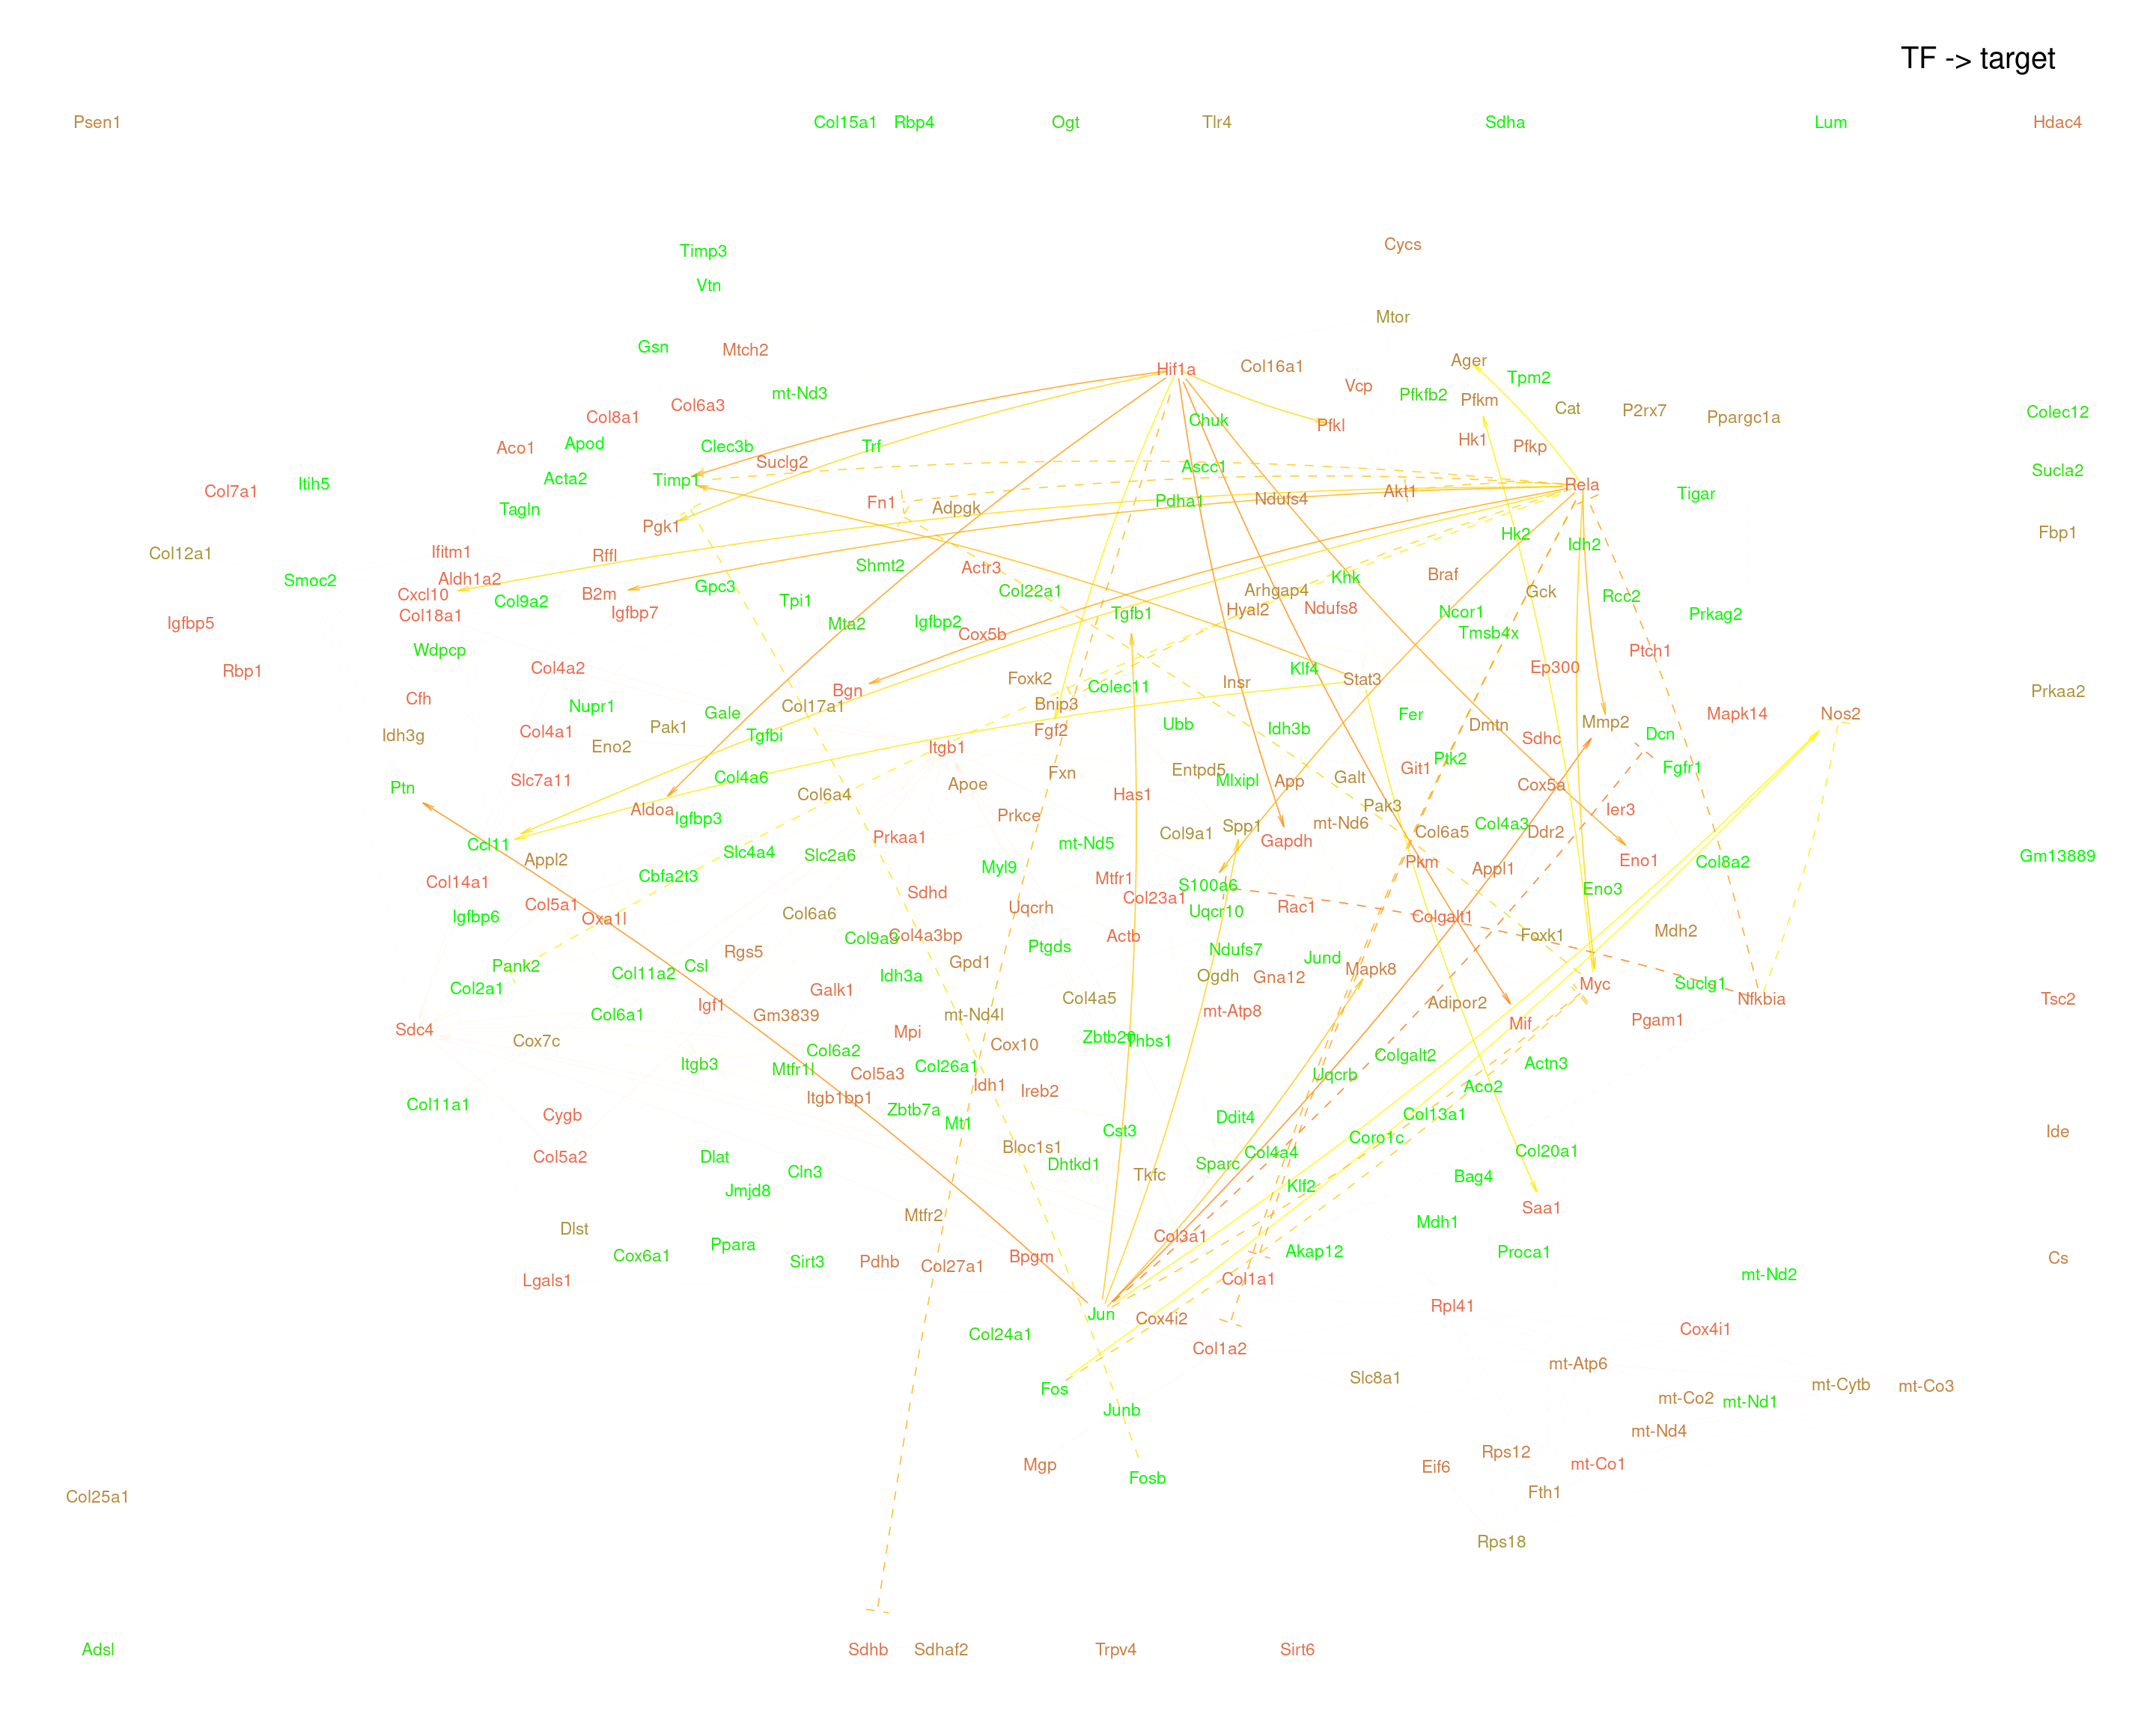 TF -> target
Psen1
Col15a1 Rbp4 Ogt Tlr4 Sdha Lum Hdac4
Cycs
Timp3
Vtn
Mtor
Gsn Mtch2
Ager
Hif1a Col16a1 Tpm2
Vcp
mt-Nd3 Pfkfb2 Pfkm
Col6a3 Cat P2rx7 Colec12
Col8a1 Chuk Pfkl Ppargc1a
Aco1 Apod Clec3b Trf Hk1 Pfkp
Suclg2 Ascc1 Sucla2
Acta2 Timp1
Itih5 Rela
Col7a1 Akt1 Tigar
Fn1 Adpgk Pdha1 Ndufs4
Tagln
Pgk1 Hk2 Fbp1
Col12a1 Ifitm1 Rffl Idh2
Shmt2 Actr3
Smoc2 Aldh1a2 Gpc3 Khk Braf
Cxcl10 B2m Col22a1 Arhgap4 Gck Rcc2
Col9a2 Tpi1
Col18a1 Igfbp7 Hyal2 Ndufs8 Ncor1 Prkag2
Igfbp5 Mta2 Igfbp2 Tgfb1
Cox5b Tmsb4x
Wdpcp Ptch1
Rbp1 Col4a2 Klf4 Ep300
Foxk2 Insr Stat3
Cfh Bgn Colec11 Prkaa2
Nupr1 Gale Col17a1 Bnip3
Pak1 Fer Mapk14 Nos2
Idh3g Col4a1 Tgfbi Fgf2 Ubb Idh3b Dmtn Mmp2
Eno2 Itgb1 Sdhc Dcn
Ptk2
Slc7a11 Col4a6 Fxn Entpd5 Git1 Fgfr1
Ptn Apoe Mlxipl App Galt Cox5a
Col6a4 Has1
Aldoa Igfbp3 Prkce Pak3 Ier3
Spp1 mt-Nd6 Col4a3
Ccl11 Prkaa1 Col9a1 Gapdh Col6a5 Ddr2
Appl2 Slc4a4 Slc2a6 mt-Nd5 Pkm Eno1 Col8a2 Gm13889
Cbfa2t3 Myl9 Appl1
Col14a1 Mtfr1 S100a6 Eno3
Sdhd Col23a1
Igfbp6 Col5a1 Oxa1l Col6a6 Uqcrh Uqcr10 Rac1 Colgalt1
Col9a3 Col4a3bp Actb Foxk1 Mdh2
Rgs5 Ptgds Ndufs7 Jund
Pank2 Col11a2 Csl Idh3a Gpd1 Ogdh Gna12 Mapk8
Col2a1 Galk1 Col4a5 Myc Suclg1
Col6a1 Igf1 Gm3839 mt-Nd4l mt-Atp8 Adipor2 Nfkbia Tsc2
Sdc4 Mpi Mif Pgam1
Cox7c Col6a2 Cox10 Zbtb20 Thbs1
Itgb3 Mtfr1l Col26a1 Colgalt2 Actn3
Col5a3 Idh1 Ireb2 Uqcrb Aco2
Col11a1 Itgb1bp1
Cygb Zbtb7a Mt1 Ddit4 Col13a1
Cst3 Coro1c Ide
Col5a2 Dlat Bloc1s1 Col4a4 Col20a1
Cln3 Dhtkd1 Tkfc Sparc Bag4
Jmjd8 Klf2
Dlst Mtfr2 Saa1
Ppara Col3a1 Mdh1
Cox6a1 Sirt3 Pdhb Bpgm Akap12 Proca1 Cs
Lgals1 Col27a1 Col1a1 mt-Nd2
Jun Cox4i2 Rpl41
Col24a1 Col1a2 Cox4i1
mt-Atp6
Fos Slc8a1 mt-Cytb mt-Co3
Junb mt-Co2 mt-Nd1
mt-Nd4
Mgp Fosb Eif6 Rps12 mt-Co1
Col25a1 Fth1
Rps18
Adsl Sdhb Sdhaf2 Trpv4 Sirt6